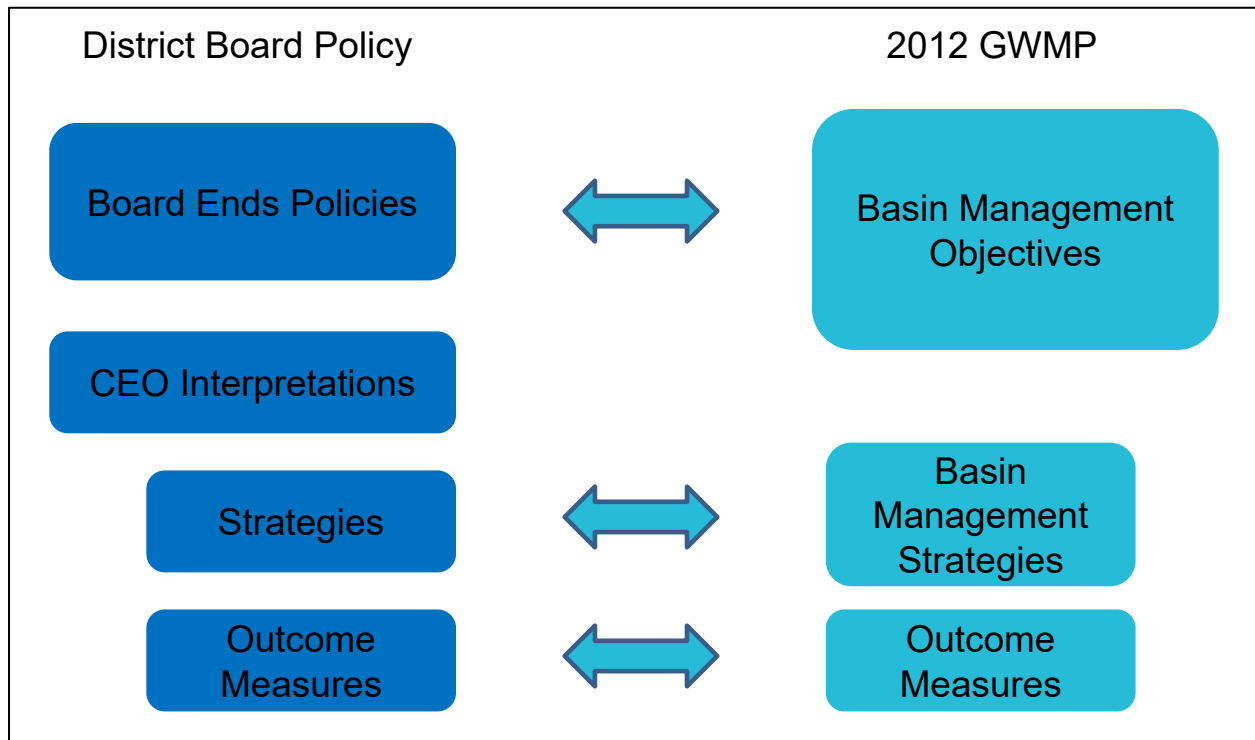 District Board Policy
2012 GWMP
Board Ends Policies
Basin Management
Objectives
CEO Interpretations
Strategies
Basin
Management
Strategies
Outcome
Measures
Outcome
Measures